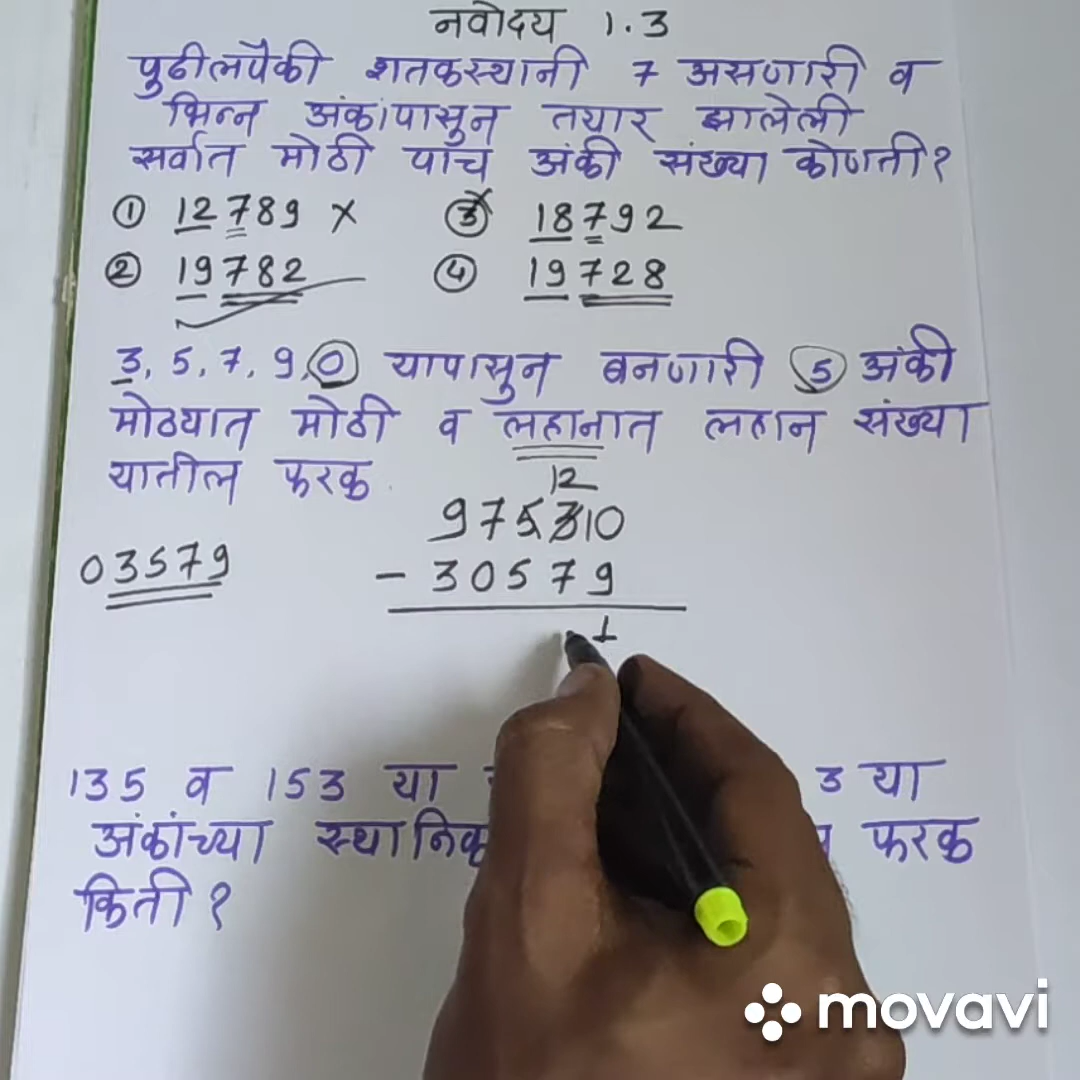 नवोदय 1.3
पुढीलपैकी शतकस्थानी 7 असणारी व
भिन्न अंकांपासुन तयार झालेली
सर्वात मोठी पाच अंकी संख्या कोणती?
① 12789 × ③ 18792
② 19782 ④ 19728
3, 5, 7, 9, 0 यापासुन बनणारी 5 अंकी
मोठ्यात मोठी व लहानात लहान संख्या
यातील फरक
12
975310
03579 - 30579
1
135 व 153 या 3 या
अंकांच्या स्थानिक फरक
किती?
movavi